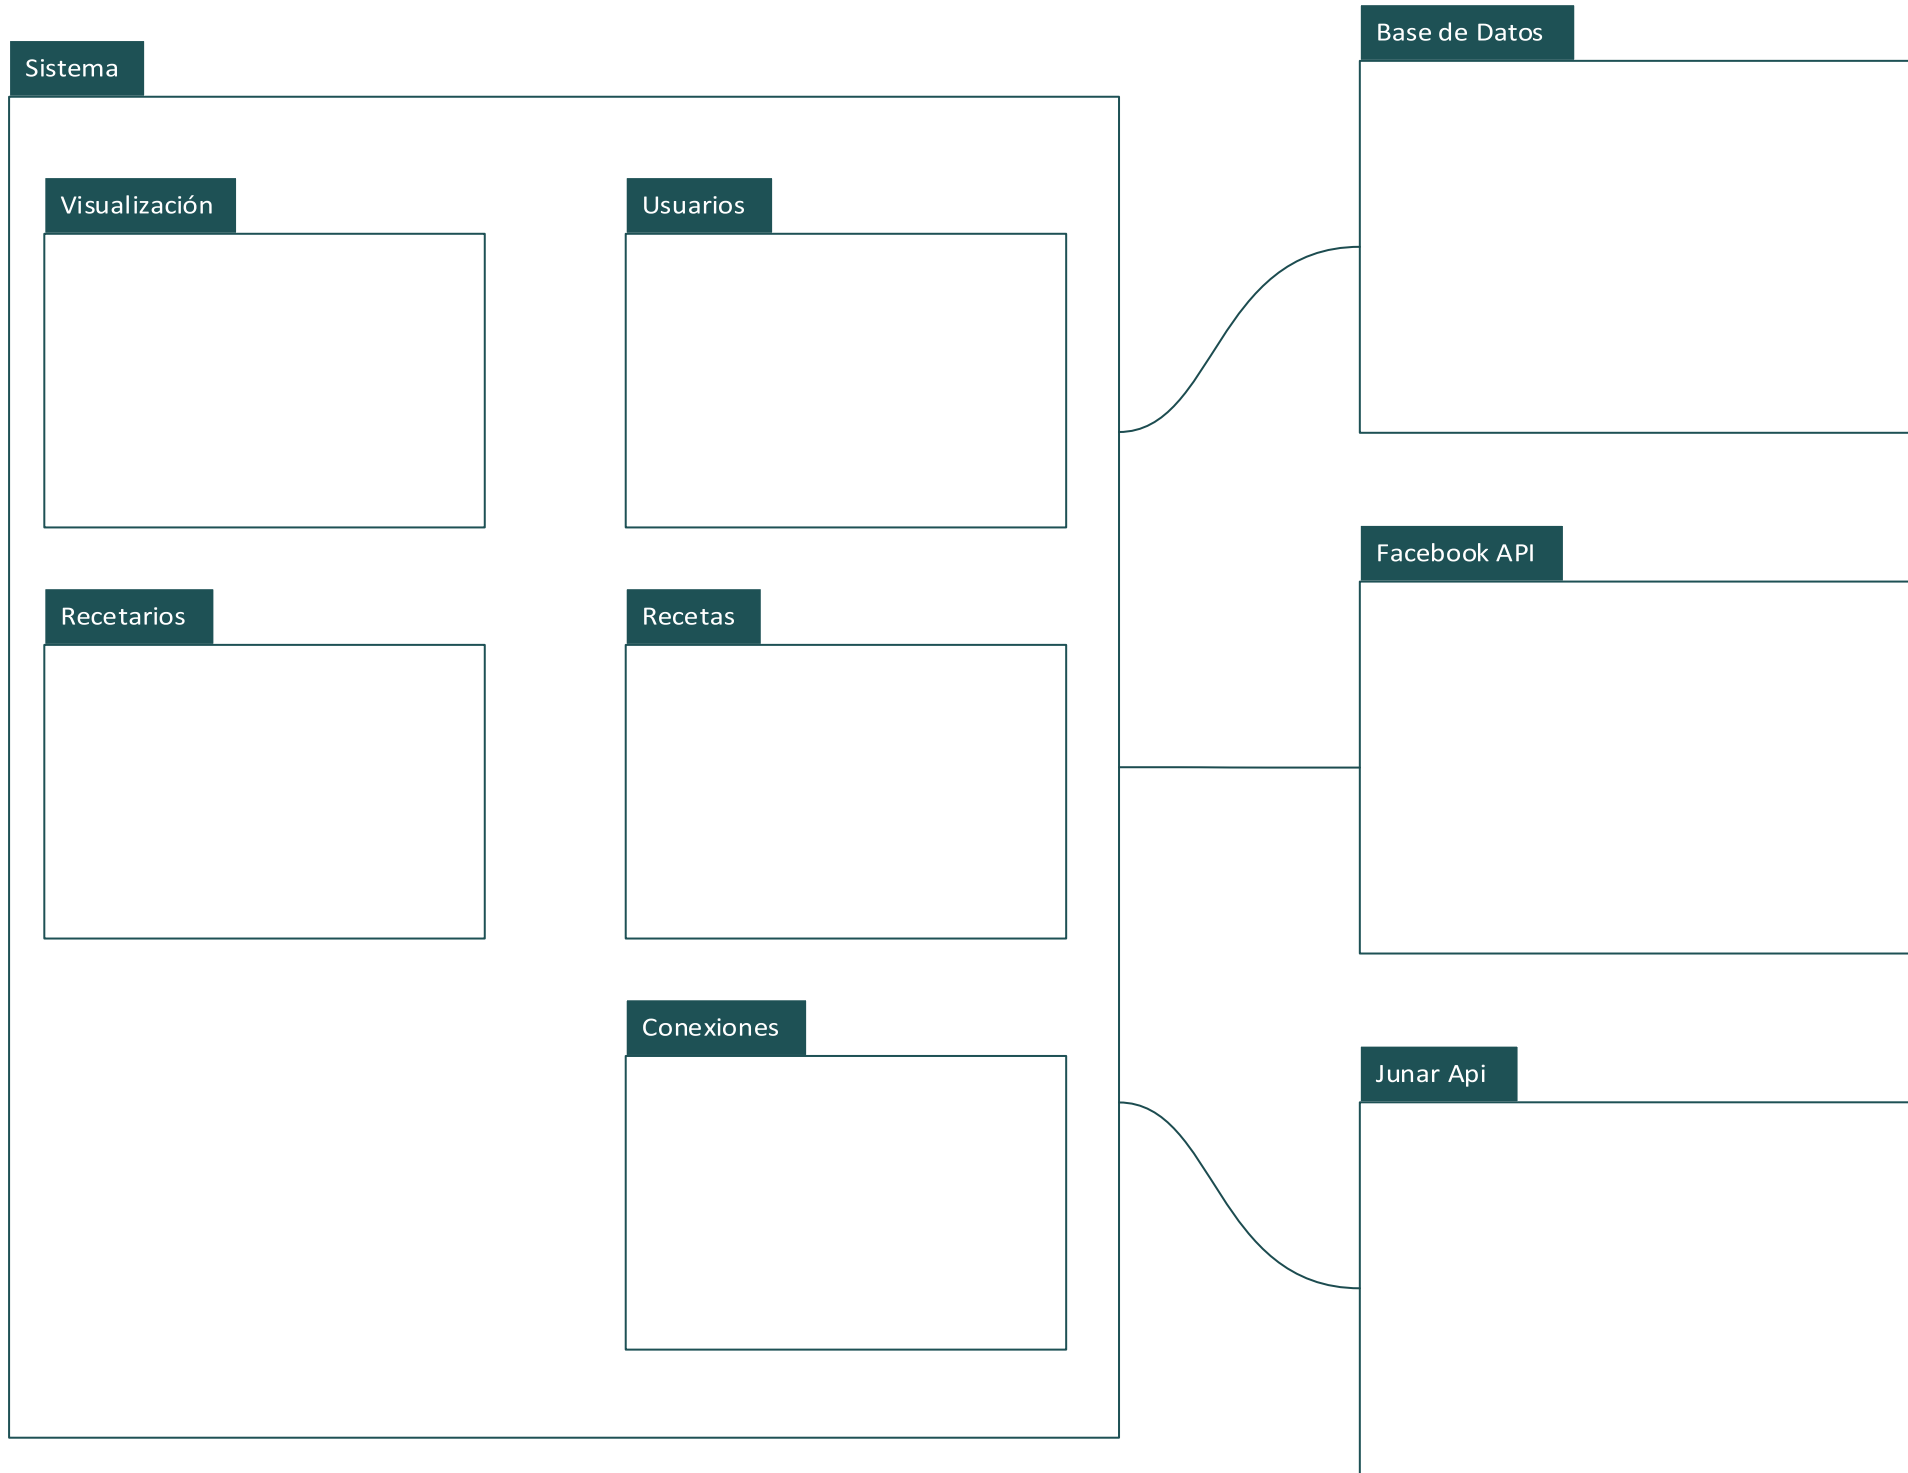 Sistema
Visualización
Usuarios
Recetarios
Recetas
Conexiones
Base de Datos
Facebook API
Junar Api